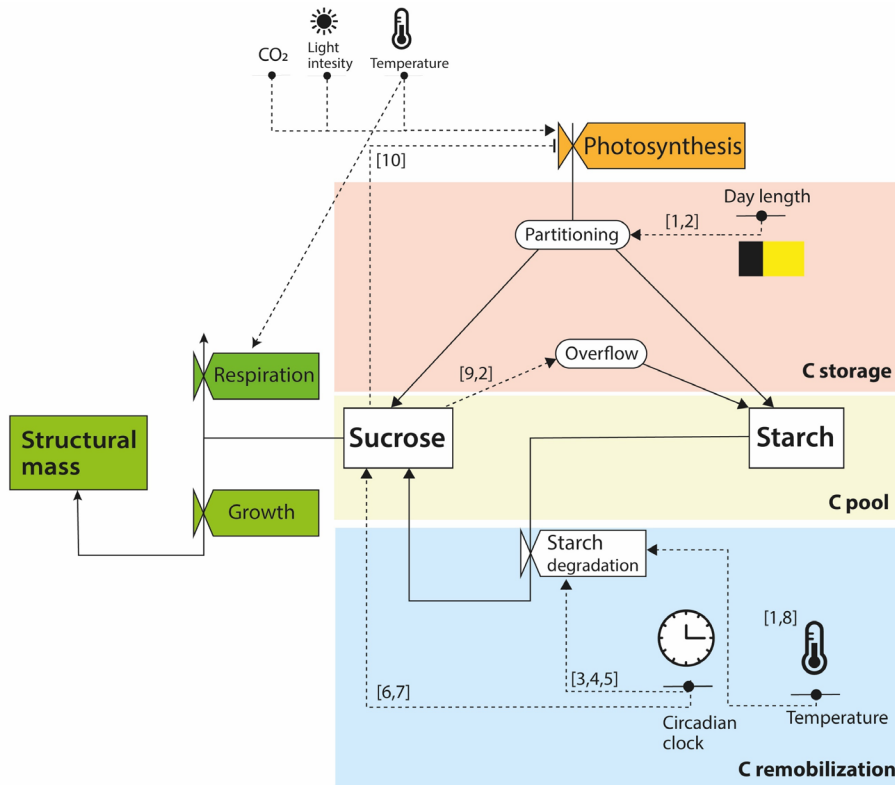 CO₂
Light
intesity
Temperature
Photosynthesis
[10]
Day length
[1,2]
Partitioning
Overflow
[9,2]
C storage
Respiration
Structural
mass
Sucrose
Starch
Growth
C pool
Starch
degradation
[1,8]
[3,4,5]
[6,7]
Circadian
clock
Temperature
C remobilization